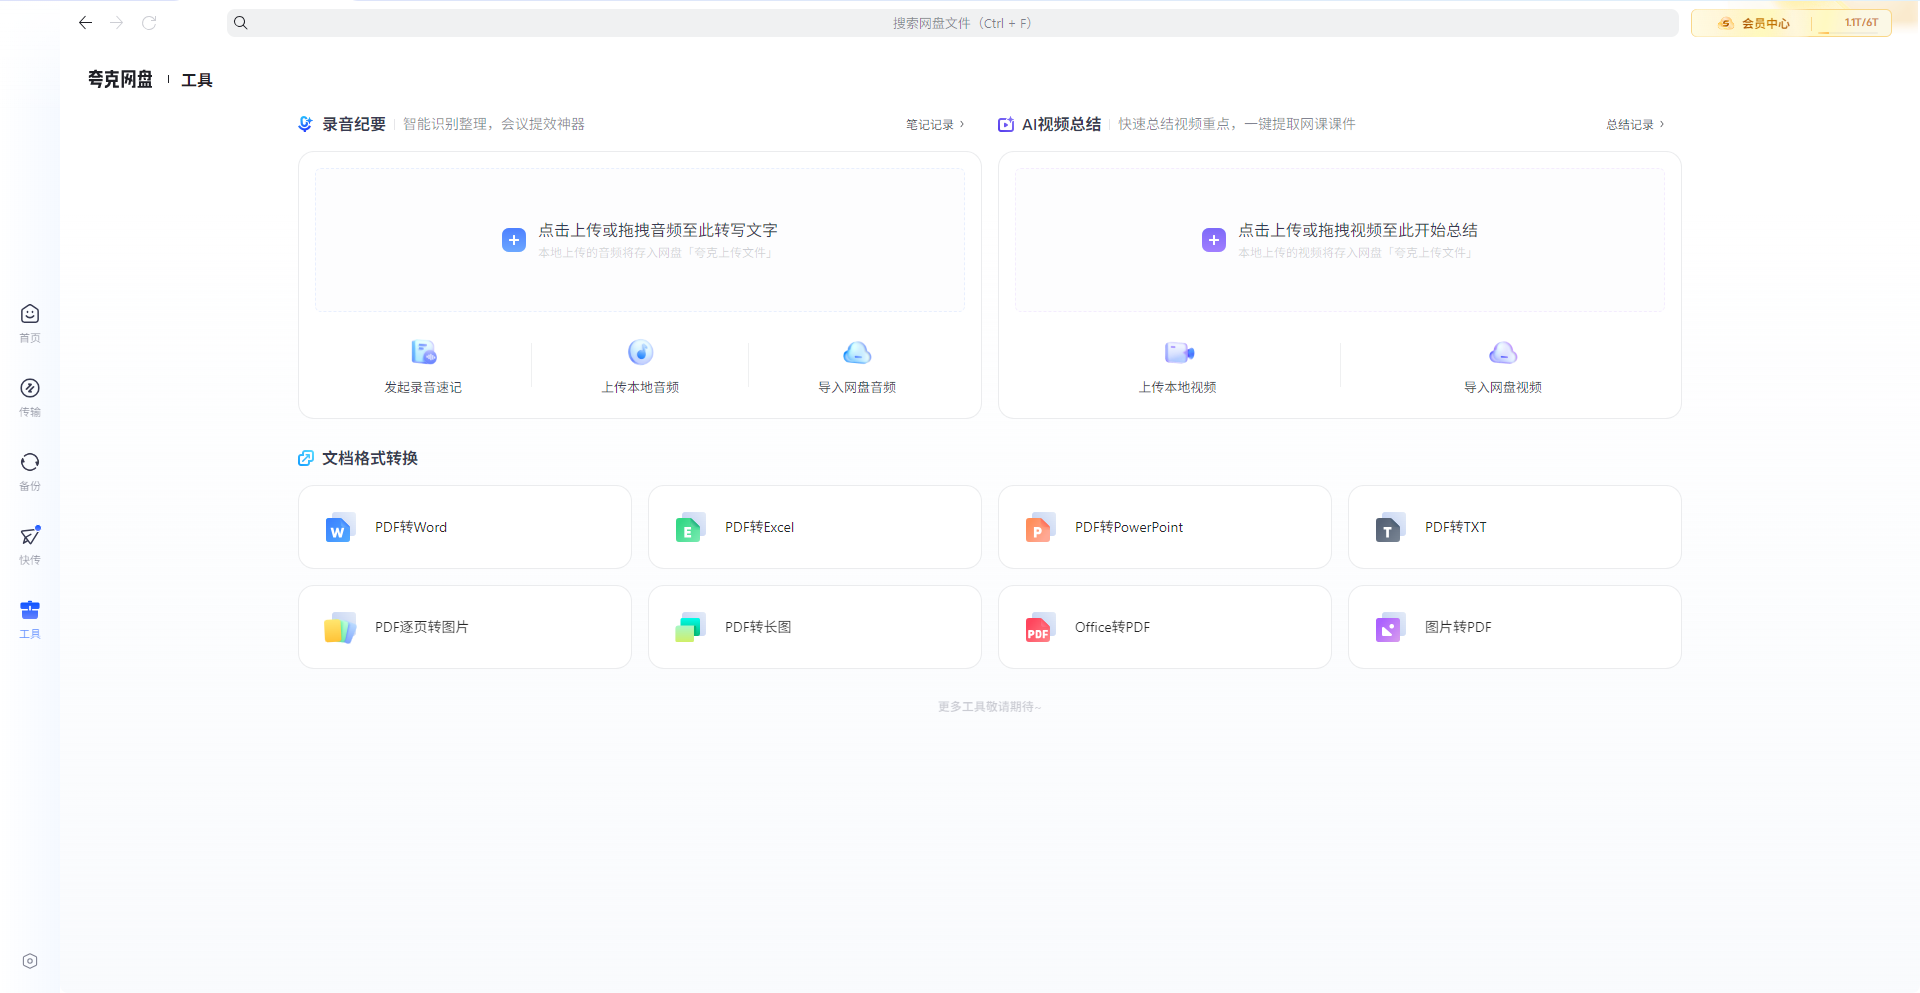 搜索网盘文件（Ctrl + F）
会员中心
1.1T/6T
夸克网盘
工具
录音纪要
智能识别整理，会议提效神器
笔记记录
AI视频总结
快速总结视频重点，一键提取网课课件
总结记录
点击上传或拖拽音频至此转写文字
本地上传的音频将存入网盘「夸克上传文件」
点击上传或拖拽视频至此开始总结
本地上传的视频将存入网盘「夸克上传文件」
发起录音速记
上传本地音频
导入网盘音频
上传本地视频
导入网盘视频
首页
传输
备份
快传
工具
文档格式转换
W
PDF转Word
E
PDF转Excel
P
PDF转PowerPoint
T
PDF转TXT
PDF逐页转图片
PDF转长图
PDF
Office转PDF
图片转PDF
更多工具敬请期待~